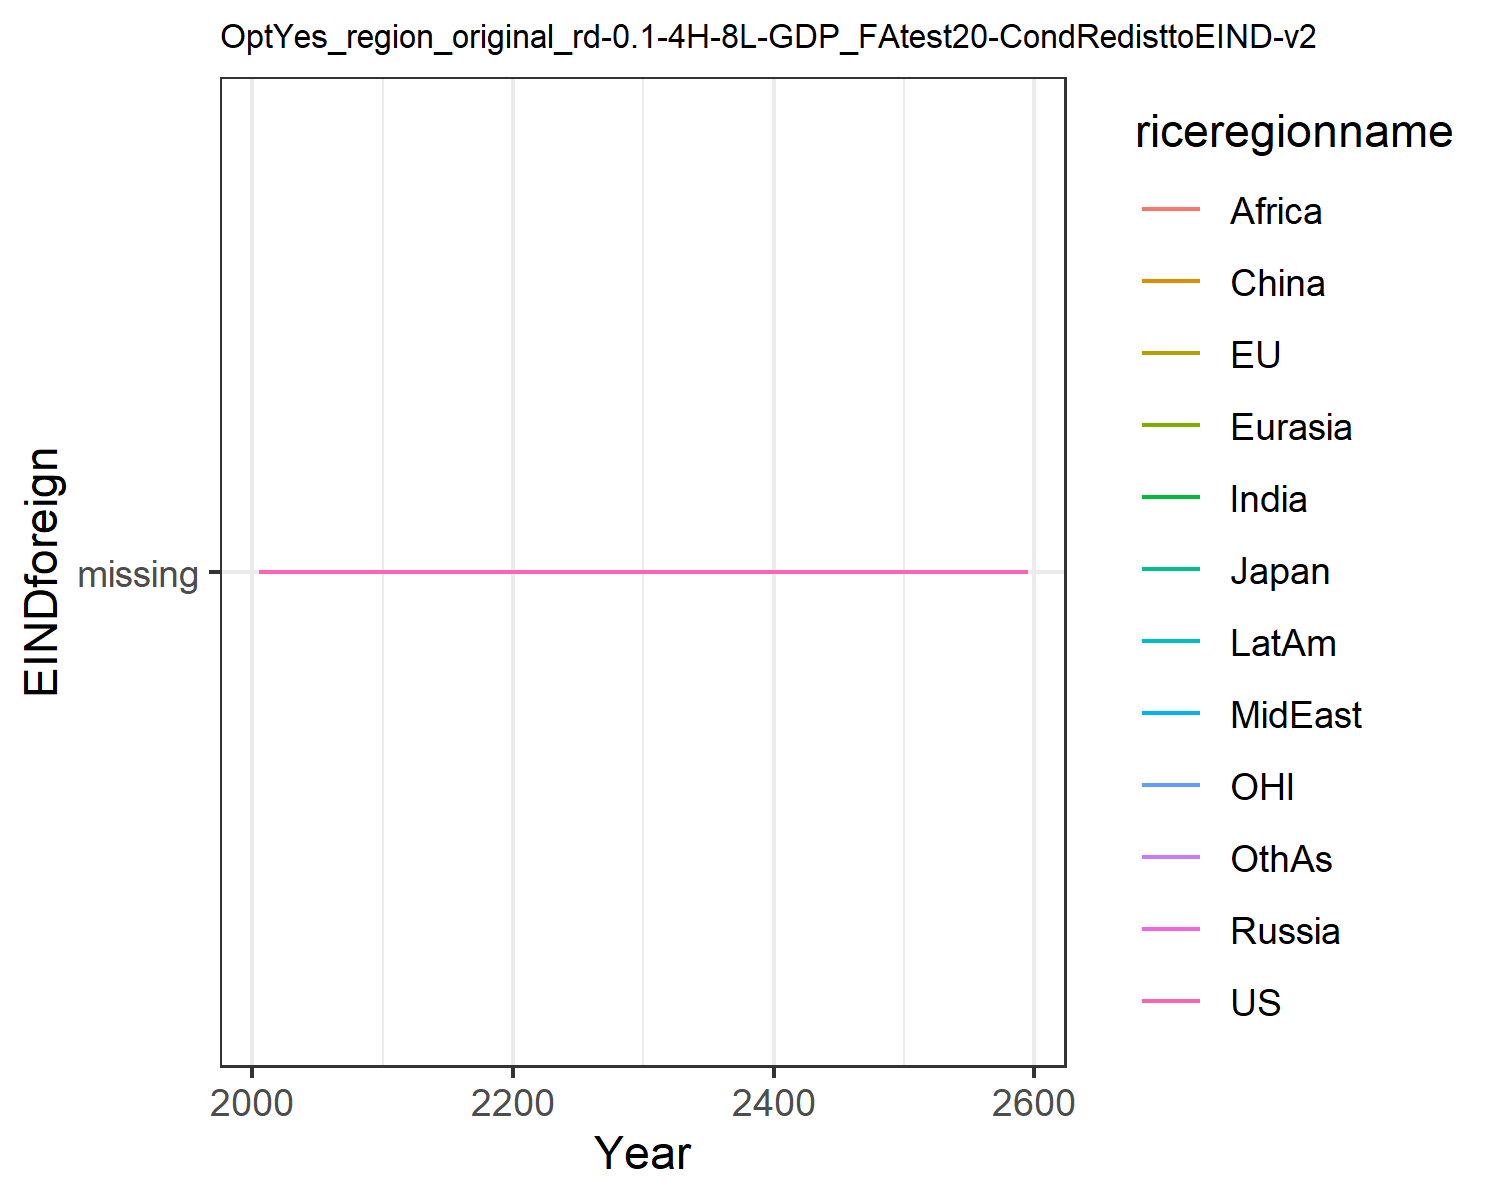 OptYes_region_original_rd-0.1-4H-8L-GDP_FAtest20-CondRedisttoEIND-v2
EINDforeign
missing
2000
2200
2400
2600
Year
riceregionname
Africa
China
EU
Eurasia
India
Japan
LatAm
MidEast
OHI
OthAs
Russia
US